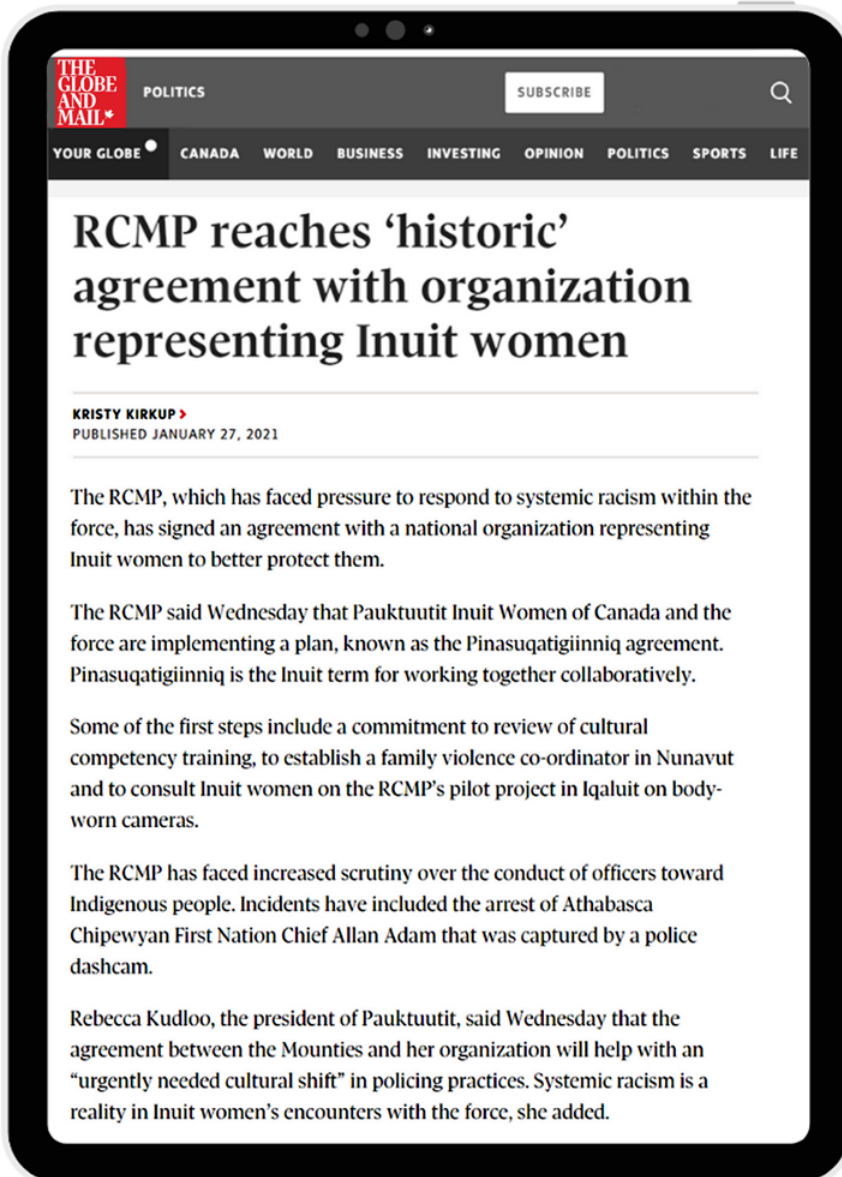 THE
GLOBE
AND
MAIL
POLITICS
SUBSCRIBE
YOUR GLOBE CANADA WORLD BUSINESS INVESTING OPINION POLITICS SPORTS LIFE
RCMP reaches ‘historic’
agreement with organization
representing Inuit women
KRISTY KIRKUP >
PUBLISHED JANUARY 27, 2021
The RCMP, which has faced pressure to respond to systemic racism within the
force, has signed an agreement with a national organization representing
Inuit women to better protect them.
The RCMP said Wednesday that Pauktuutit Inuit Women of Canada and the
force are implementing a plan, known as the Pinasuqatigiinniq agreement.
Pinasuqatigiinniq is the Inuit term for working together collaboratively.
Some of the first steps include a commitment to review of cultural
competency training, to establish a family violence co-ordinator in Nunavut
and to consult Inuit women on the RCMP’s pilot project in Iqaluit on body-
worn cameras.
The RCMP has faced increased scrutiny over the conduct of officers toward
Indigenous people. Incidents have included the arrest of Athabasca
Chipewyan First Nation Chief Allan Adam that was captured by a police
dashcam.
Rebecca Kudloo, the president of Pauktuutit, said Wednesday that the
agreement between the Mounties and her organization will help with an
“urgently needed cultural shift” in policing practices. Systemic racism is a
reality in Inuit women’s encounters with the force, she added.